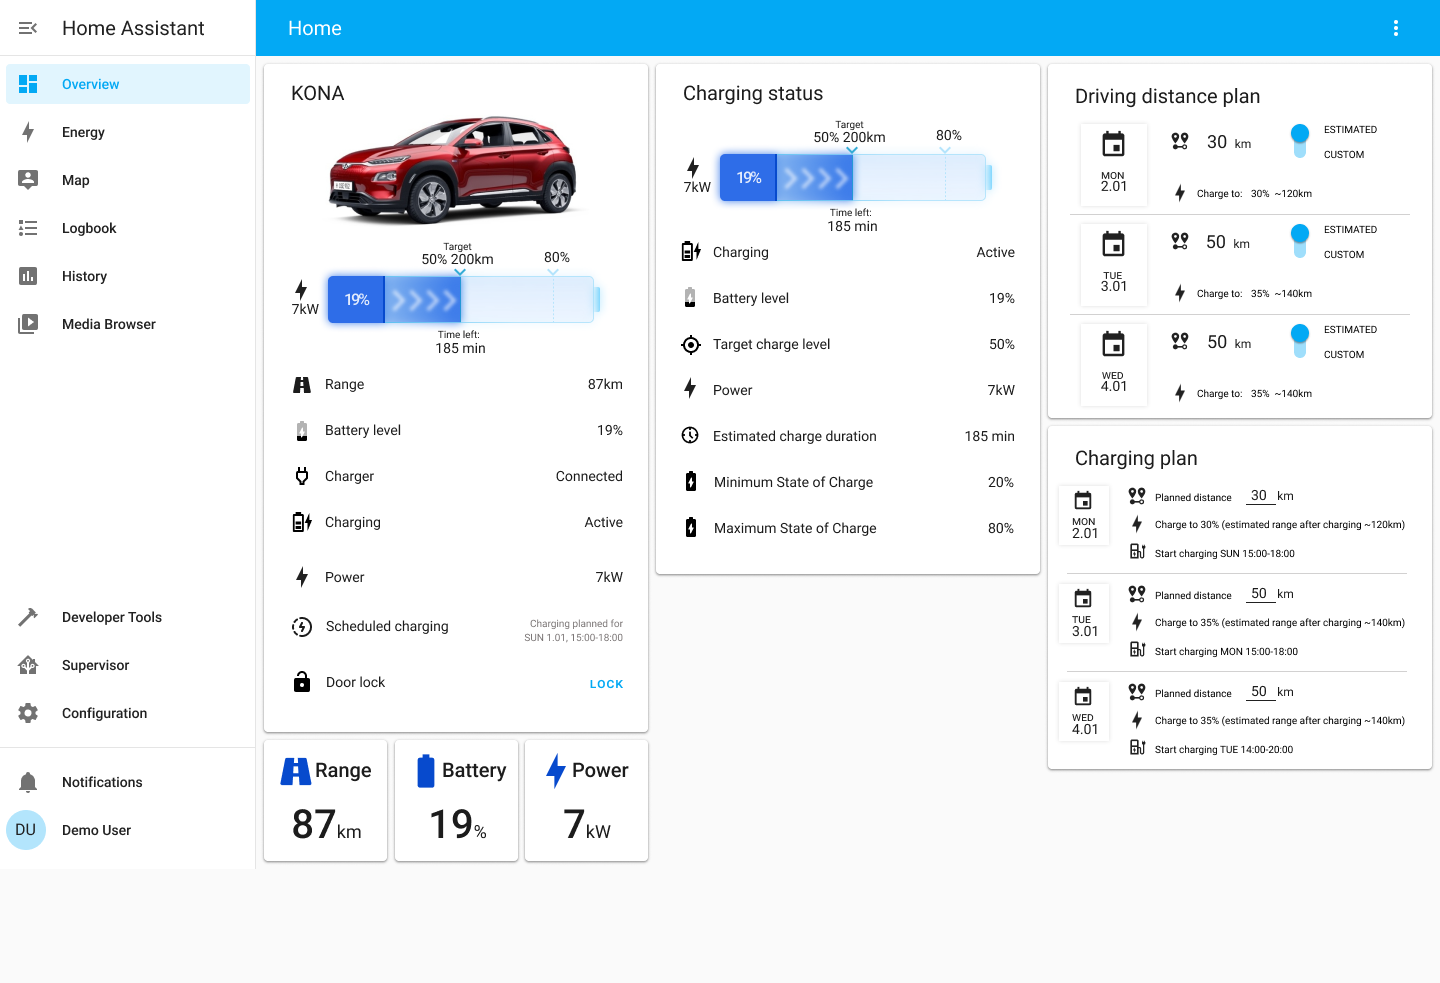 Home Assistant
Overview
Energy
Map
Logbook
History
Media Browser
Developer Tools
Supervisor
Configuration
Notifications
DU
Demo User
Home
KONA
Target
50% 200km
80%
7kW
19%
Time left:
185 min
Range 87km
Battery level 19%
Charger Connected
Charging Active
Power 7kW
Scheduled charging
Charging planned for
SUN 1.01, 15:00-18:00
Door lock LOCK
Range
87km
Battery
19%
Power
7kW
Charging status
Target
50% 200km
80%
7kW
19%
Time left:
185 min
Charging Active
Battery level 19%
Target charge level 50%
Power 7kW
Estimated charge duration 185 min
Minimum State of Charge 20%
Maximum State of Charge 80%
Driving distance plan
MON
2.01
30 km
ESTIMATED
CUSTOM
Charge to: 30% ~120km
TUE
3.01
50 km
ESTIMATED
CUSTOM
Charge to: 35% ~140km
WED
4.01
50 km
ESTIMATED
CUSTOM
Charge to: 35% ~140km
Charging plan
MON
2.01
Planned distance 30 km
Charge to 30% (estimated range after charging ~120km)
Start charging SUN 15:00-18:00
TUE
3.01
Planned distance 50 km
Charge to 35% (estimated range after charging ~140km)
Start charging MON 15:00-18:00
WED
4.01
Planned distance 50 km
Charge to 35% (estimated range after charging ~140km)
Start charging TUE 14:00-20:00